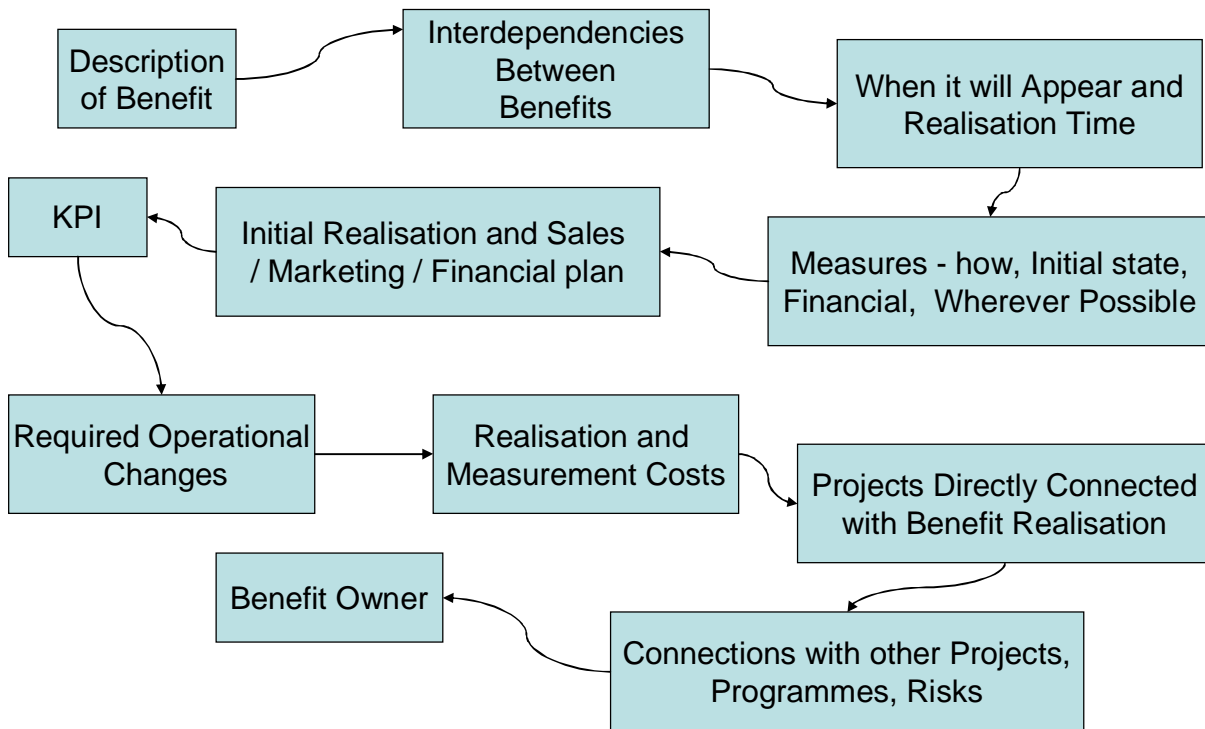 Description
of Benefit
Interdependencies
Between
Benefits
When it will Appear and
Realisation Time
Measures - how, Initial state,
Financial, Wherever Possible
Initial Realisation and Sales
/ Marketing / Financial plan
KPI
Required Operational
Changes
Realisation and
Measurement Costs
Projects Directly Connected
with Benefit Realisation
Connections with other Projects,
Programmes, Risks
Benefit Owner